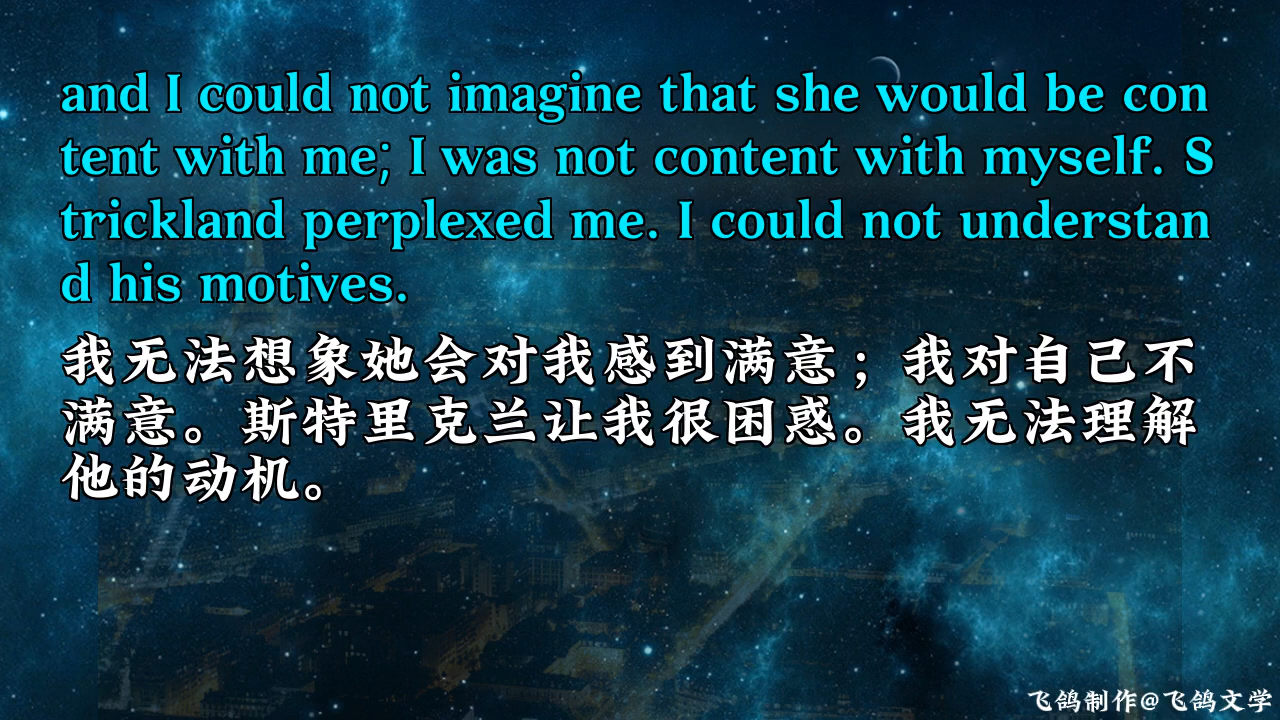 and I could not imagine that she would be con
tent with me; I was not content with myself. S
trickland perplexed me. I could not understan
d his motives.
我无法想象她会对我感到满意；我对自己不
满意。斯特里克兰让我很困惑。我无法理解
他的动机。
飞鸽制作@飞鸽文学